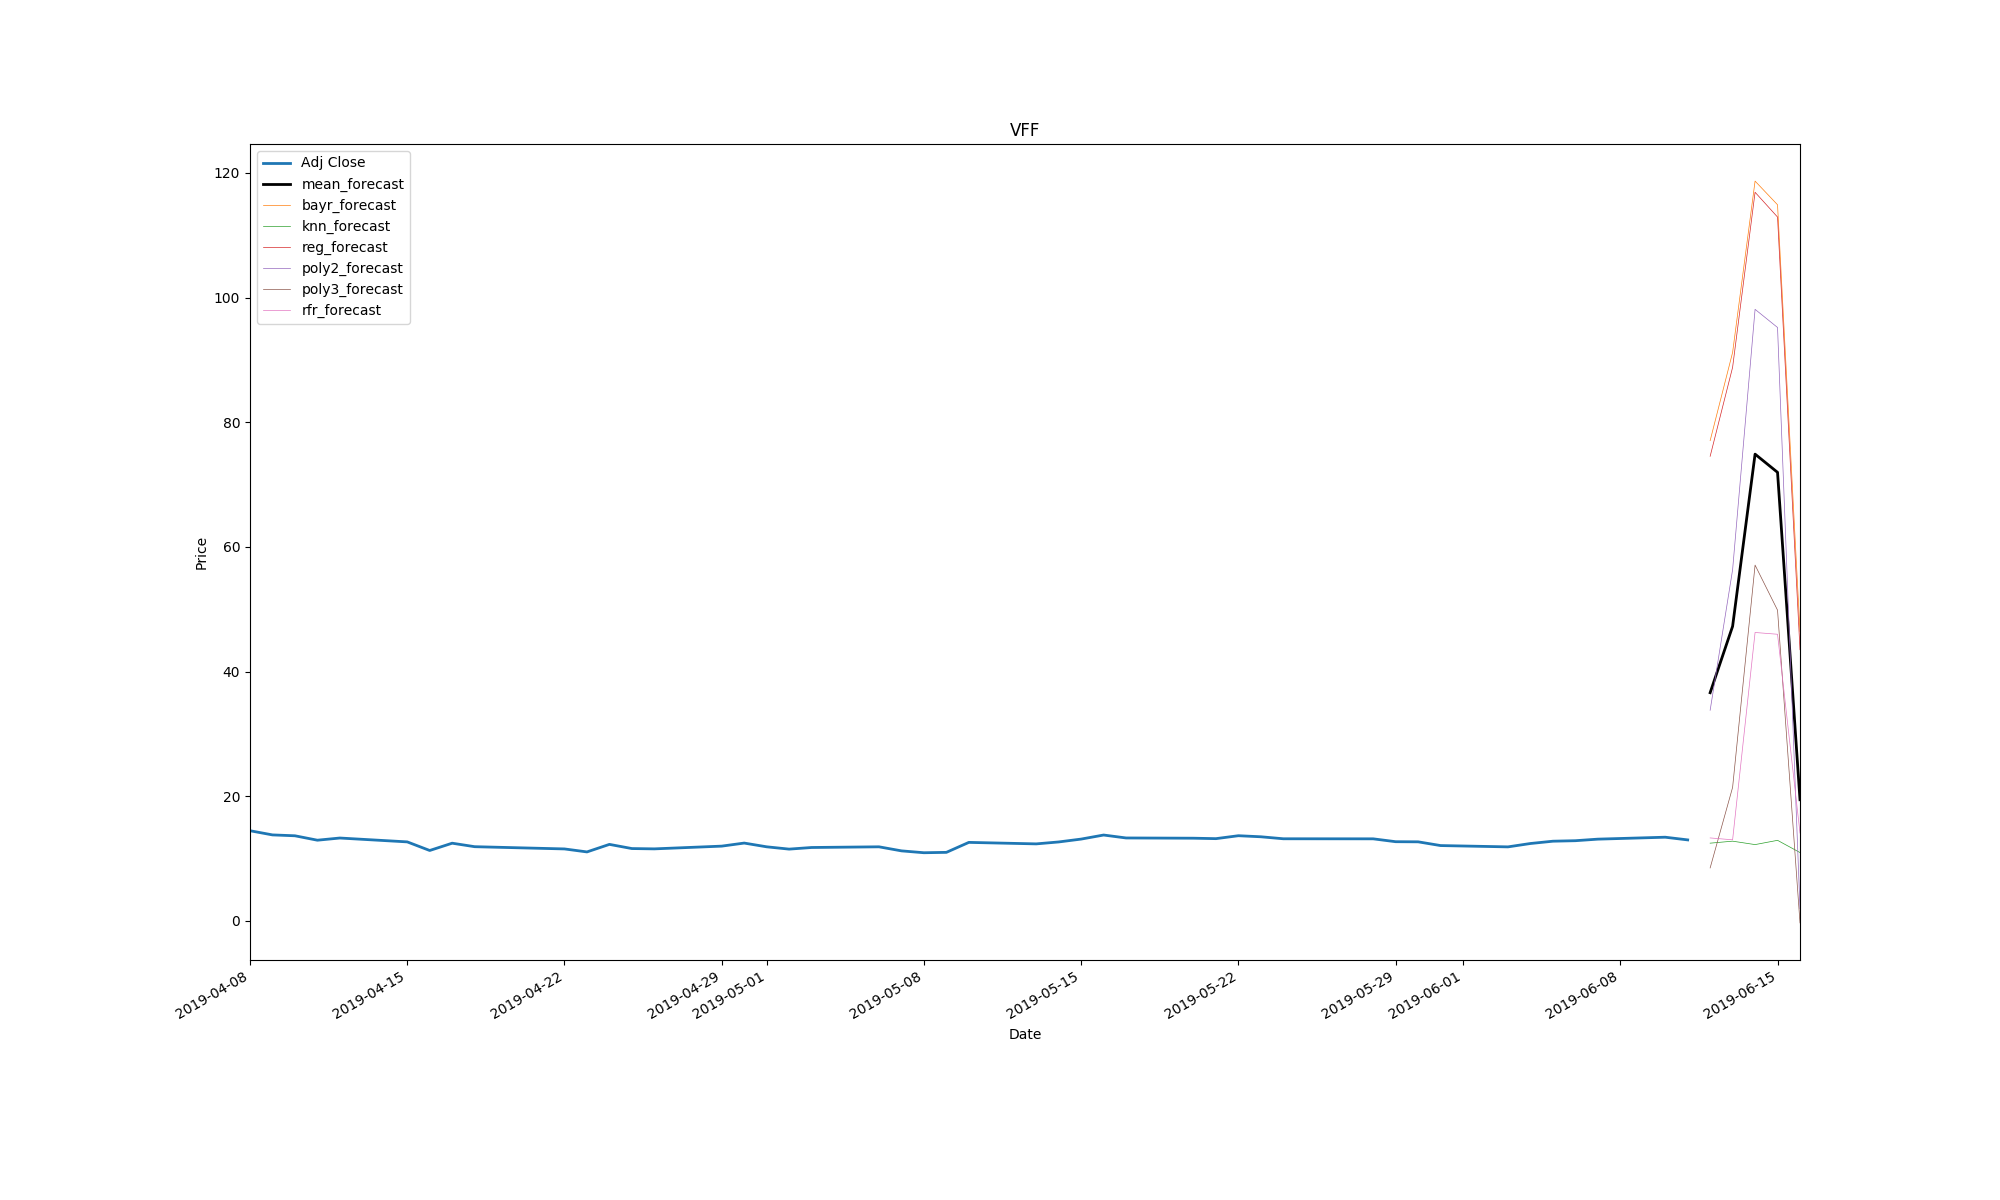 VFF
Adj Close
mean_forecast
bayr_forecast
knn_forecast
reg_forecast
poly2_forecast
poly3_forecast
rfr_forecast
120
100
80
60
40
20
0
Price
2019-04-08
2019-04-15
2019-04-22
2019-04-29
2019-05-01
2019-05-08
2019-05-15
2019-05-22
2019-05-29
2019-06-01
2019-06-08
2019-06-15
Date